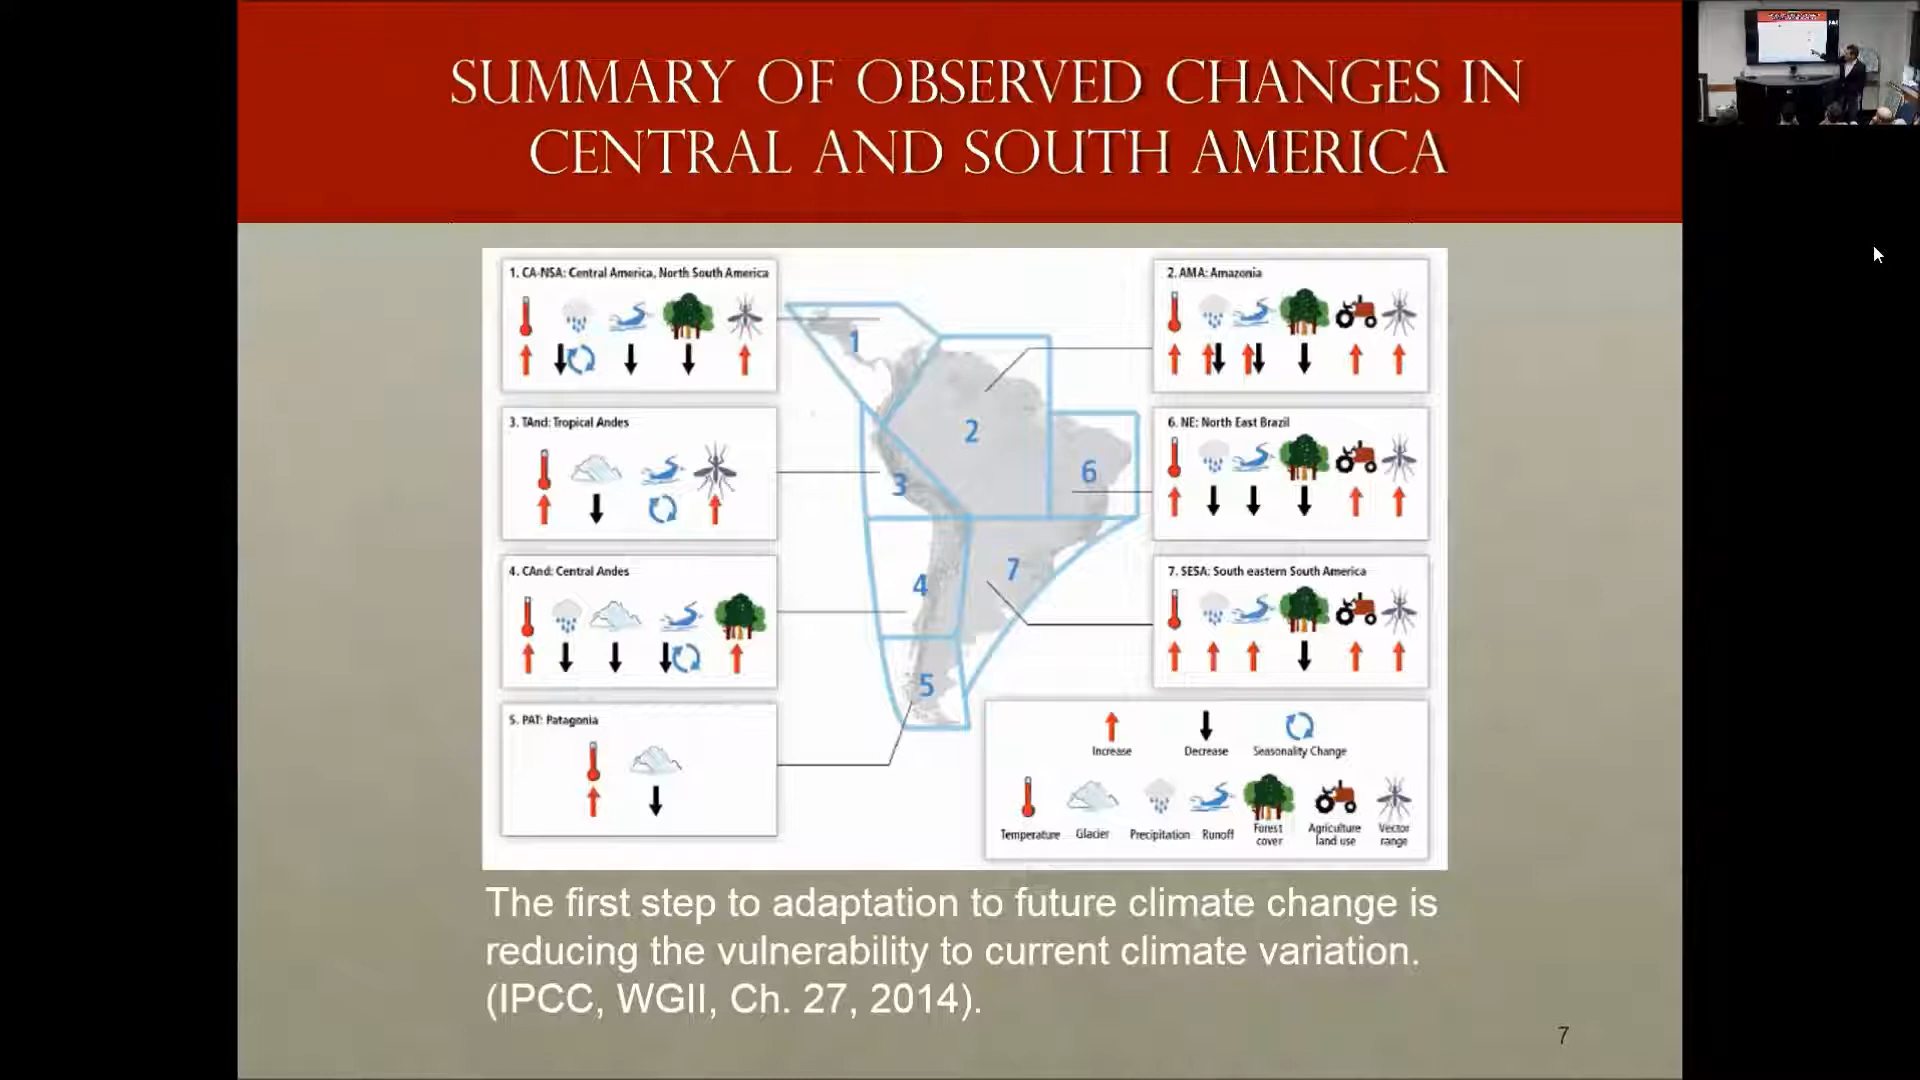 SUMMARY OF OBSERVED CHANGES IN
CENTRAL AND SOUTH AMERICA
1. CA-NSA: Central America, North South America
2. AMA: Amazonia
3. TAnd: Tropical Andes
6. NE: North East Brazil
4. CAnd: Central Andes
7. SESA: South eastern South America
5. PAT: Patagonia
1
2
3
6
4
7
5
Increase
Decrease
Seasonality Change
Temperature
Glacier
Precipitation
Runoff
Forest
cover
Agriculture
land use
Vector
range
The first step to adaptation to future climate change is
reducing the vulnerability to current climate variation.
(IPCC, WGII, Ch. 27, 2014).
7